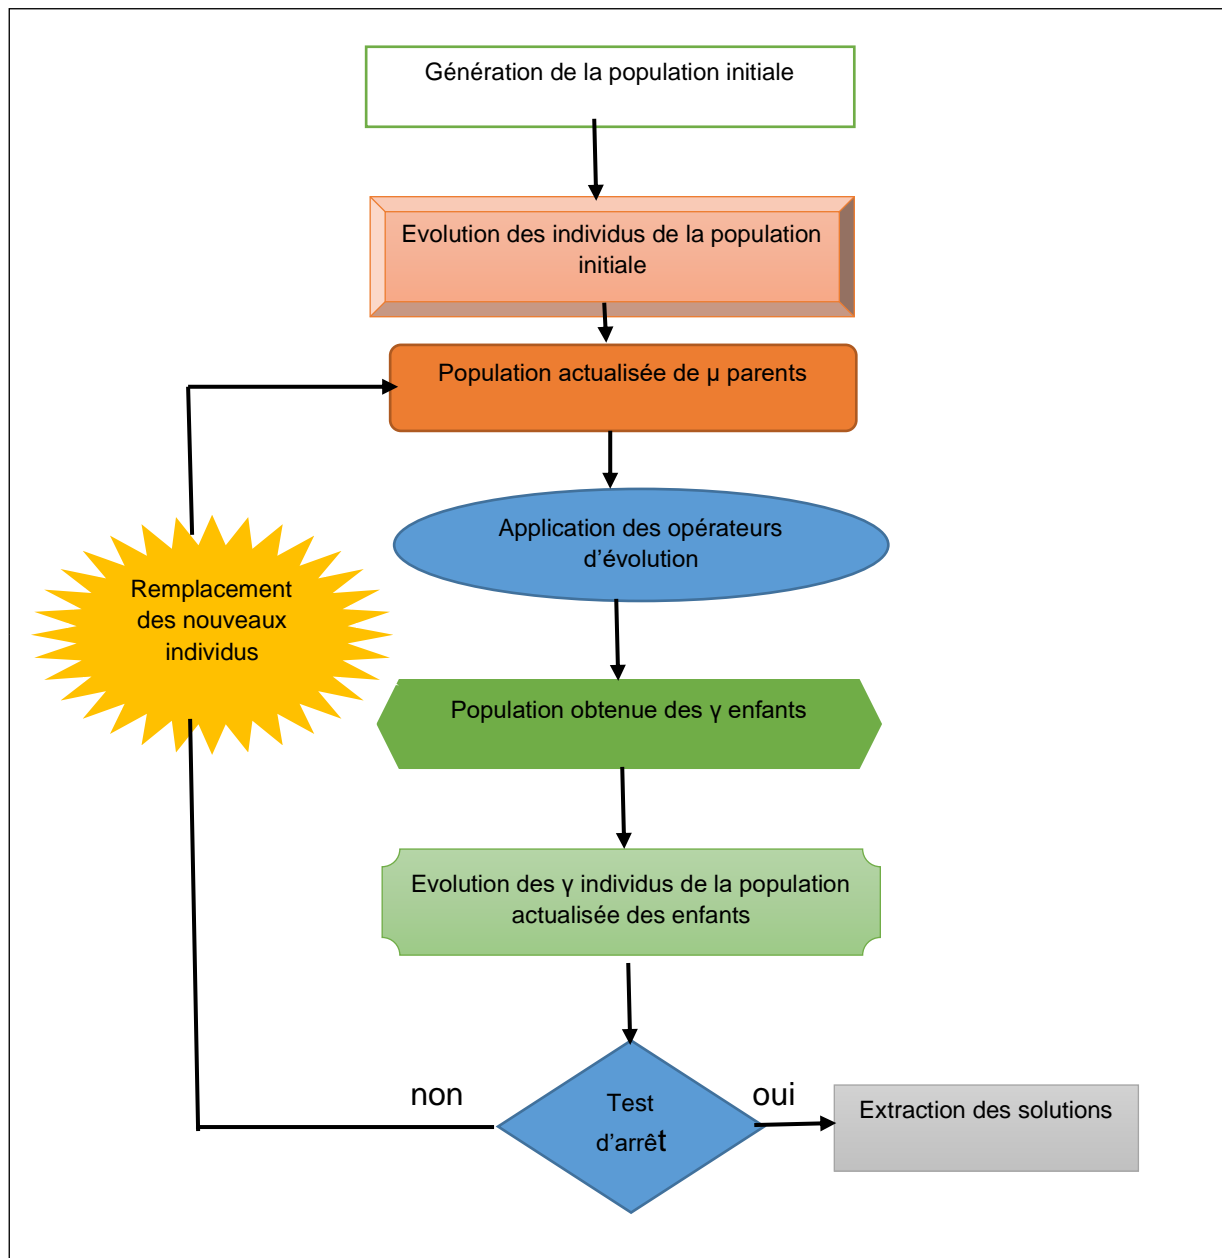 Génération de la population initiale
Evolution des individus de la population
initiale
Population actualisée de µ parents
Application des opérateurs
d’évolution
Remplacement
des nouveaux
individus
Population obtenue des γ enfants
Evolution des γ individus de la population
actualisée des enfants
non
Test
d’arrêt
oui
Extraction des solutions